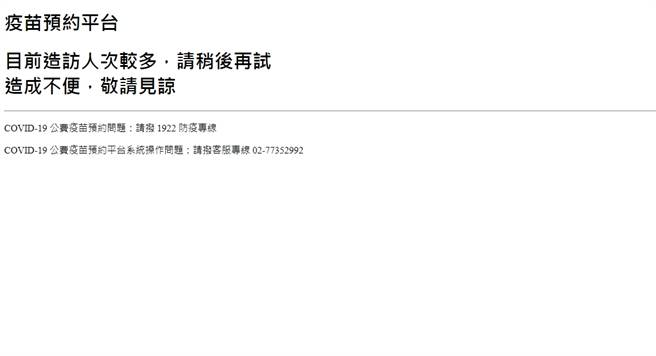 疫苗預約平台
目前造訪人次較多，請稍後再試
造成不便，敬請見諒
COVID-19 公費疫苗預約問題：請撥 1922 防疫專線
COVID-19 公費疫苗預約平台系統操作問題：請撥客服專線 02-77352992